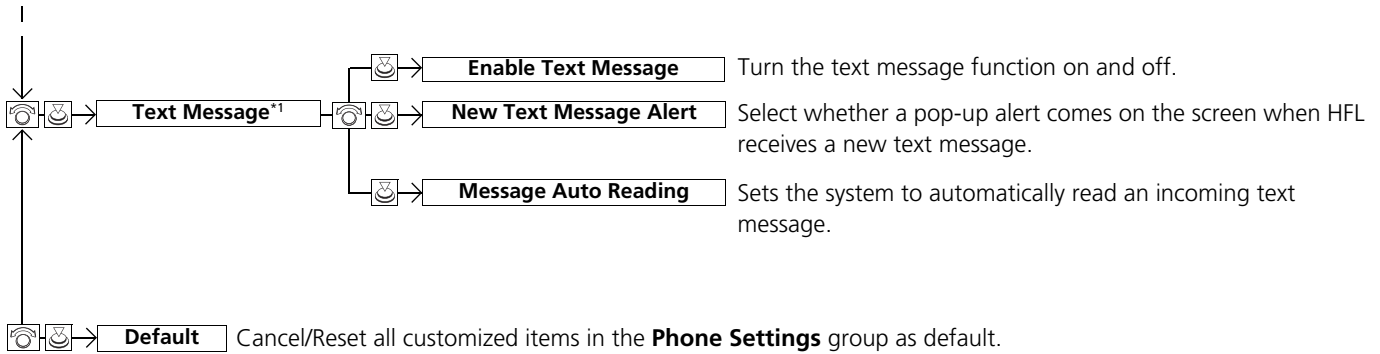 Enable Text Message Turn the text message function on and off.
Text Message*1 New Text Message Alert Select whether a pop-up alert comes on the screen when HFL
receives a new text message.
Message Auto Reading Sets the system to automatically read an incoming text
message.
Default Cancel/Reset all customized items in the Phone Settings group as default.